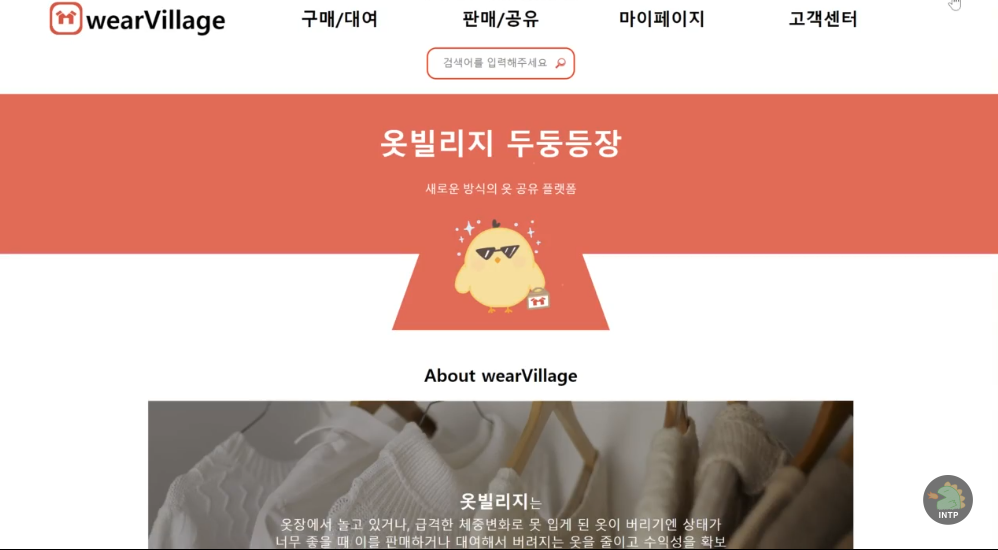 wearVillage
구매/대여
판매/공유
마이페이지
고객센터
검색어를 입력해주세요
옷빌리지 두둥등장
새로운 방식의 옷 공유 플랫폼
About wearVillage
옷빌리지는
옷장에서 놀고 있거나, 급격한 체중변화로 못 입게 된 옷이 버리기엔 상태가
너무 좋을 때 이를 판매하거나 대여해서 버려지는 옷을 줄이고 수익성을 확보
INTP